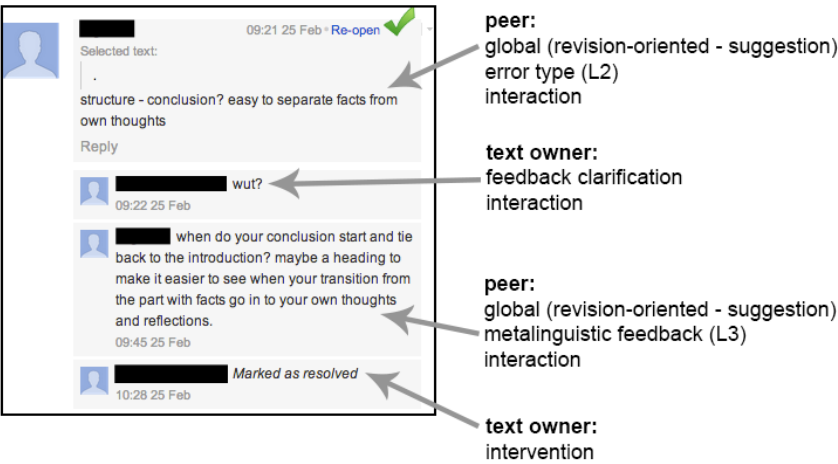 09:21 25 Feb • Re-open
Selected text:
.
structure - conclusion? easy to separate facts from
own thoughts
Reply
wut?
09:22 25 Feb
when do your conclusion start and tie
back to the introduction? maybe a heading to
make it easier to see when your transition from
the part with facts go in to your own thoughts
and reflections.
09:45 25 Feb
Marked as resolved
10:28 25 Feb
peer:
global (revision-oriented - suggestion)
error type (L2)
interaction
text owner:
feedback clarification
interaction
peer:
global (revision-oriented - suggestion)
metalinguistic feedback (L3)
interaction
text owner:
intervention